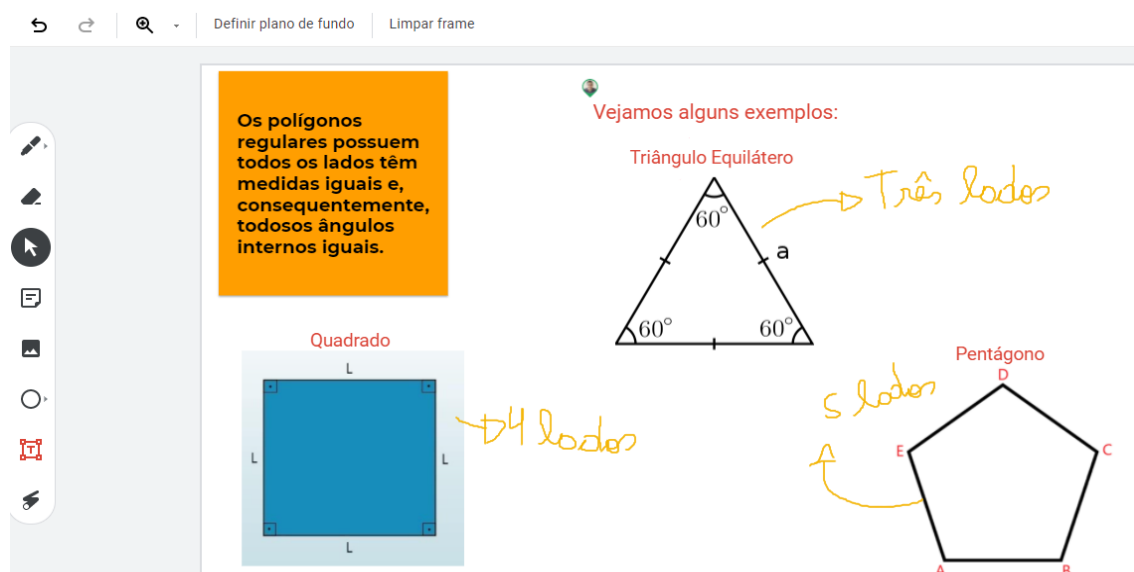 Definir plano de fundo
Limpar frame
Os polígonos
regulares possuem
todos os lados têm
medidas iguais e,
consequentemente,
todosos ângulos
internos iguais.
Vejamos alguns exemplos:
Triângulo Equilátero
60°
a
60°
60°
Três lados
Quadrado
L
L
L
L
4 lados
Pentágono
D
E
C
A
B
5 lados